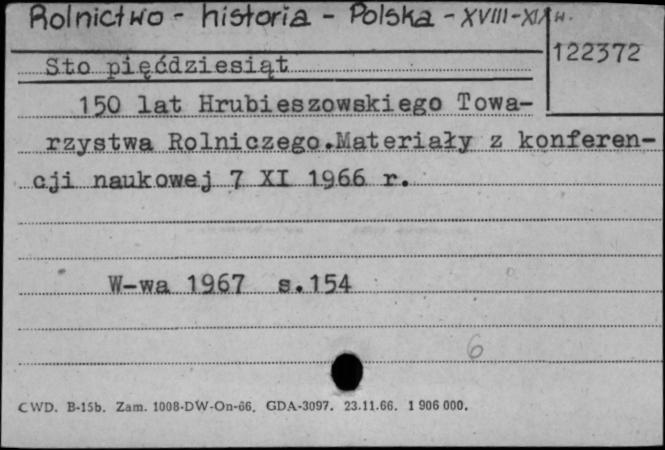 Rolnictwo - historia - Polska - XVIII-XIX w.
122372
Sto pięćdziesiąt
150 lat Hrubieszowskiego Towa-
rzystwa Rolniczego.Materiały z konferen-
cji naukowej 7 XI 1966 r.
W-wa 1967 s.154
6
CWD. B-15b. Zam. 1008-DW-On-66. GDA-3097. 23.11.66. 1 906 000.